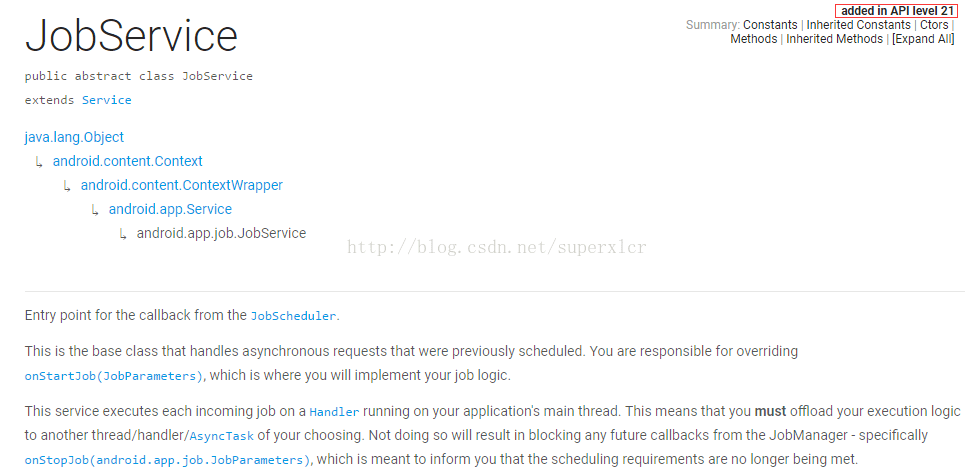 added in API level 21
JobService
Summary: Constants | Inherited Constants | Ctors |
Methods | Inherited Methods | [Expand All]
public abstract class JobService
extends Service
java.lang.Object
↳ android.content.Context
↳ android.content.ContextWrapper
↳ android.app.Service
↳ android.app.job.JobService
http://blog.csdn.net/superxlcr
Entry point for the callback from the JobScheduler.
This is the base class that handles asynchronous requests that were previously scheduled. You are responsible for overriding
onStartJob(JobParameters), which is where you will implement your job logic.
This service executes each incoming job on a Handler running on your application's main thread. This means that you must offload your execution logic
to another thread/handler/AsyncTask of your choosing. Not doing so will result in blocking any future callbacks from the JobManager - specifically
onStopJob(android.app.job.JobParameters), which is meant to inform you that the scheduling requirements are no longer being met.